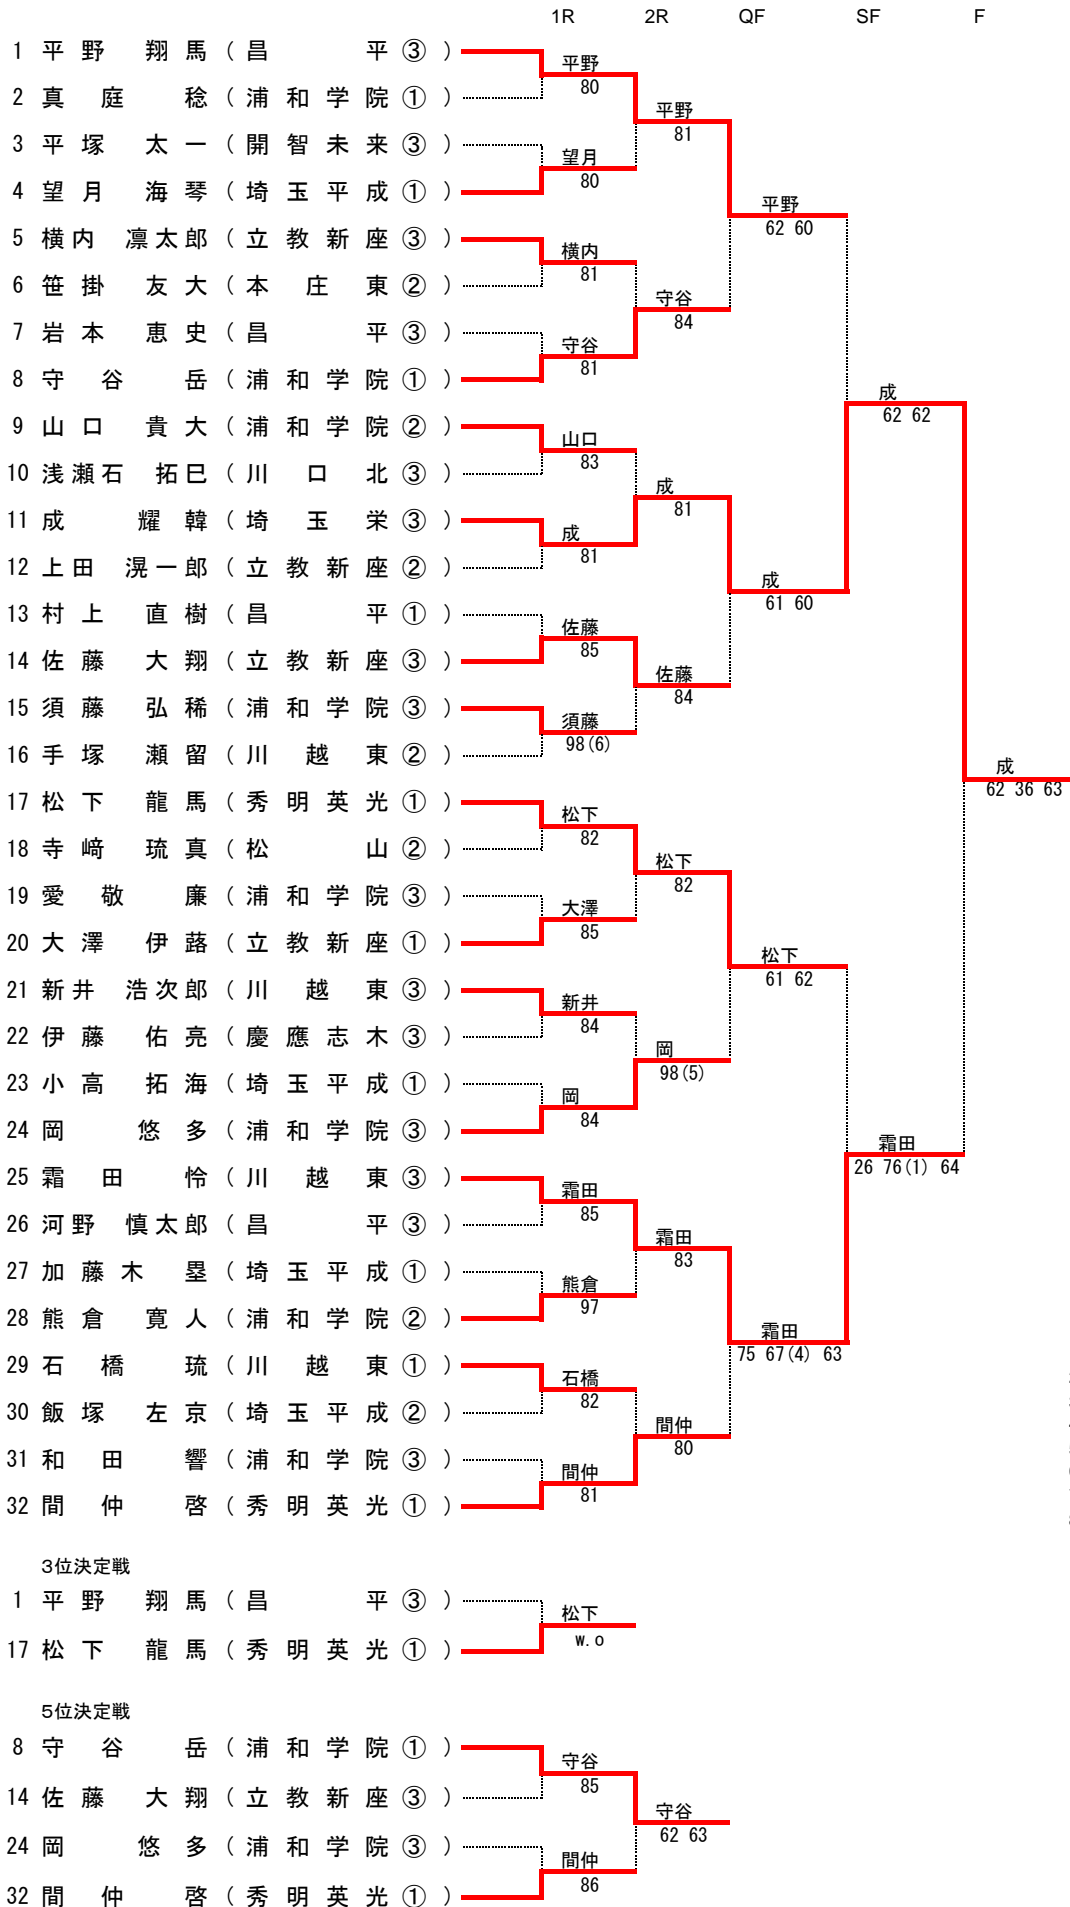 1R 2R QF SF F
1 平野 翔馬 ( 昌 平 ③ )
平野
80
2 真庭 稔 ( 浦和学院 ① )
平野
81
3 平塚 太一 ( 開智未来 ③ )
望月
80
4 望月 海琴 ( 埼玉平成 ① )
平野
62 60
5 横内 凛太郎 ( 立教新座 ③ )
横内
81
6 笹掛 友大 ( 本庄東 ② )
守谷
84
7 岩本 恵史 ( 昌 平 ③ )
守谷
81
8 守谷 岳 ( 浦和学院 ① )
成
62 62
9 山口 貴大 ( 浦和学院 ② )
山口
83
10 浅瀬石 拓巳 ( 川口北 ③ )
成
81
11 成 耀韓 ( 埼玉栄 ③ )
成
81
12 上田 滉一郎 ( 立教新座 ② )
成
61 60
13 村上 直樹 ( 昌 平 ① )
佐藤
85
14 佐藤 大翔 ( 立教新座 ③ )
佐藤
84
15 須藤 弘稀 ( 浦和学院 ③ )
須藤
98(6)
16 手塚 瀬留 ( 川越東 ② )
成
62 36 63
17 松下 龍馬 ( 秀明英光 ① )
松下
82
18 寺﨑 琉真 ( 松 山 ② )
松下
82
19 愛敬 廉 ( 浦和学院 ③ )
大澤
85
20 大澤 伊蕗 ( 立教新座 ① )
松下
61 62
21 新井 浩次郎 ( 川越東 ③ )
新井
84
22 伊藤 佑亮 ( 慶應志木 ③ )
岡
98(5)
23 小高 拓海 ( 埼玉平成 ① )
岡
84
24 岡 悠多 ( 浦和学院 ③ )
霜田
26 76(1) 64
25 霜田 怜 ( 川越東 ③ )
霜田
85
26 河野 慎太郎 ( 昌 平 ③ )
霜田
83
27 加藤木 塁 ( 埼玉平成 ① )
熊倉
97
28 熊倉 寛人 ( 浦和学院 ② )
霜田
75 67(4) 63
29 石橋 琉 ( 川越東 ① )
石橋
82
30 飯塚 左京 ( 埼玉平成 ② )
間仲
80
31 和田 響 ( 浦和学院 ③ )
間仲
81
32 間仲 啓 ( 秀明英光 ① )
3位決定戦
1 平野 翔馬 ( 昌 平 ③ )
松下
w.o
17 松下 龍馬 ( 秀明英光 ① )
5位決定戦
8 守谷 岳 ( 浦和学院 ① )
守谷
85
14 佐藤 大翔 ( 立教新座 ③ )
守谷
62 63
24 岡 悠多 ( 浦和学院 ③ )
間仲
86
32 間仲 啓 ( 秀明英光 ① )